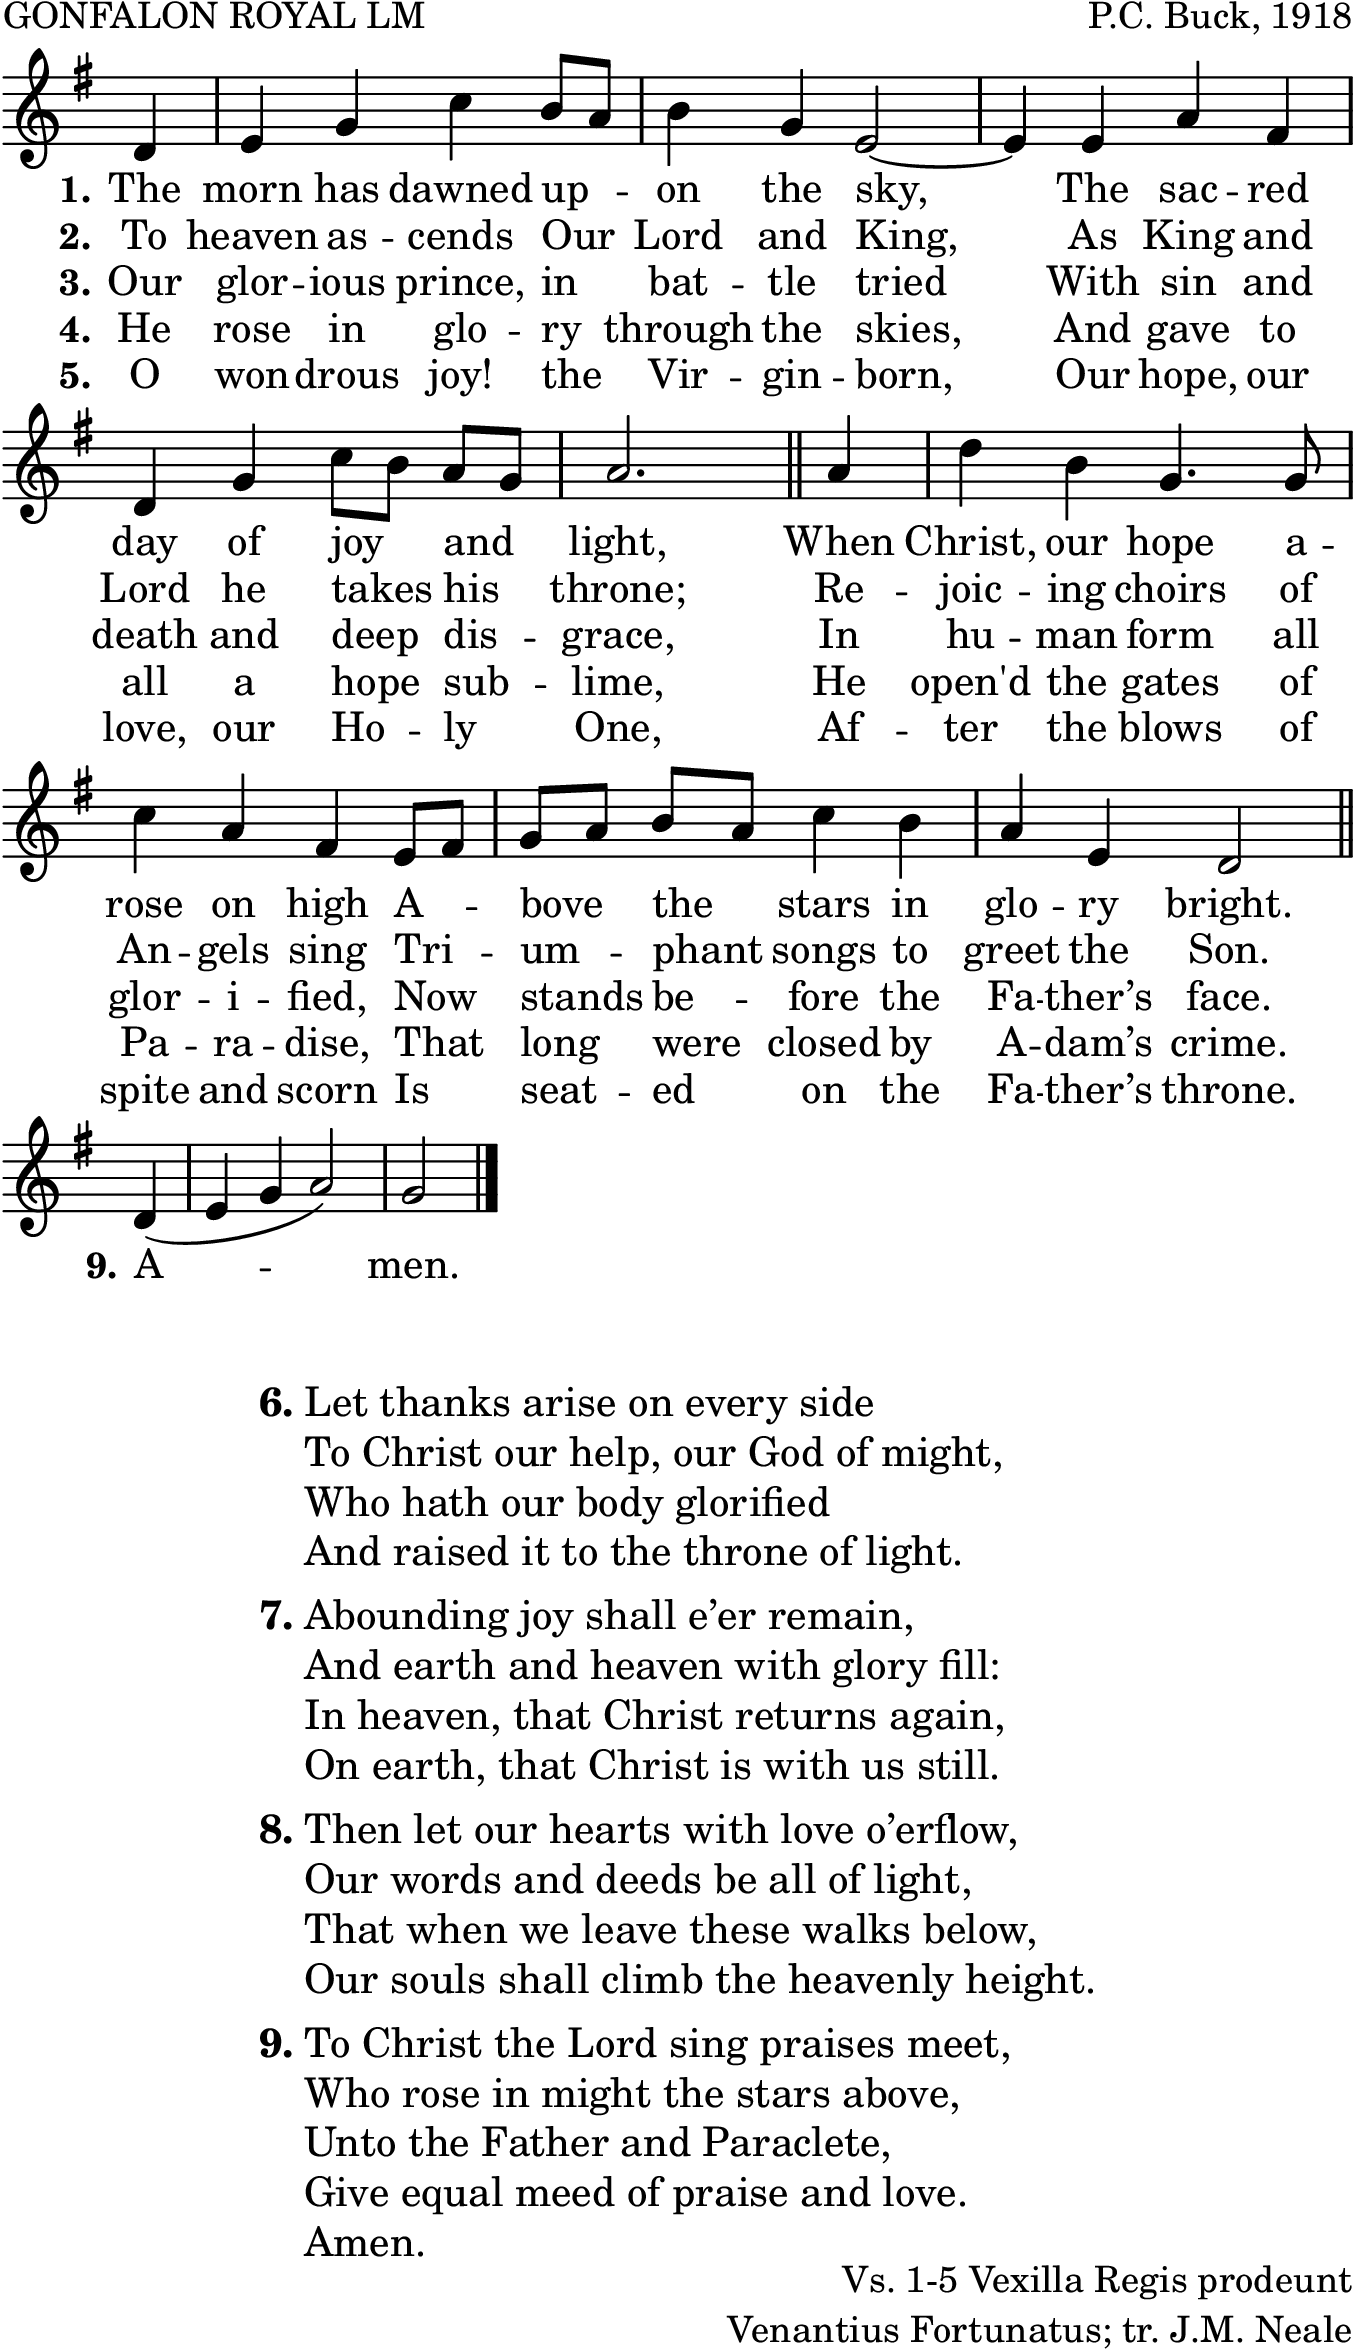 GONFALON ROYAL LM P.C. Buck, 1918
1. The morn has dawned up -- on the sky, The sac -- red
2. To heaven as -- cends Our Lord and King, As King and
3. Our glor -- ious prince, in bat -- tle tried With sin and
4. He rose in glo -- ry through the skies, And gave to
5. O won -- drous joy! the Vir -- gin -- born, Our hope, our
day of joy and light, When Christ, our hope a --
Lord he takes his throne; Re -- joic -- ing choirs of
death and deep dis -- grace, In hu -- man form all
all a hope sub -- lime, He open'd the gates of
love, our Ho -- ly One, Af -- ter the blows of
rose on high A -- bove the stars in glo -- ry bright.
An -- gels sing Tri -- um -- phant songs to greet the Son.
glor -- i -- fied, Now stands be -- fore the Fa -- ther’s face.
Pa -- ra -- dise, That long were closed by A -- dam’s crime.
spite and scorn Is seat -- ed on the Fa -- ther’s throne.
9. A -- men.
6. Let thanks arise on every side
To Christ our help, our God of might,
Who hath our body glorified
And raised it to the throne of light.
7. Abounding joy shall e’er remain,
And earth and heaven with glory fill:
In heaven, that Christ returns again,
On earth, that Christ is with us still.
8. Then let our hearts with love o’erflow,
Our words and deeds be all of light,
That when we leave these walks below,
Our souls shall climb the heavenly height.
9. To Christ the Lord sing praises meet,
Who rose in might the stars above,
Unto the Father and Paraclete,
Give equal meed of praise and love.
Amen.
Vs. 1-5 Vexilla Regis prodeunt
Venantius Fortunatus; tr. J.M. Neale